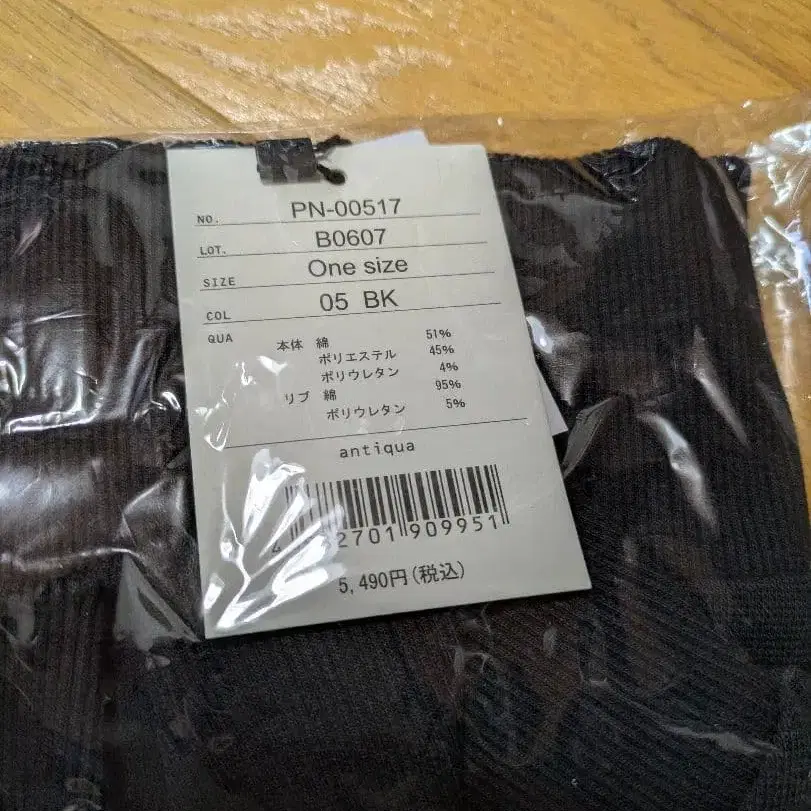 NO. PN-00517
LOT. B0607
SIZE One size
COL 05 BK
QUA 本体 綿 51%
ポリエステル 45%
ポリウレタン 4%
リブ 綿 95%
ポリウレタン 5%
antiqua
2701 909951
5,490円(税込)